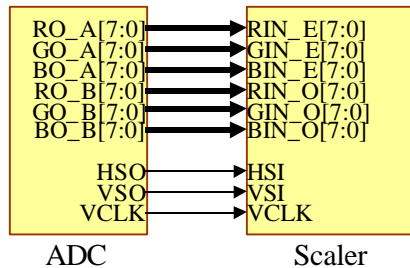 RO_A[7:0] RIN_E[7:0]
GO_A[7:0] GIN_E[7:0]
BO_A[7:0] BIN_E[7:0]
RO_B[7:0] RIN_O[7:0]
GO_B[7:0] GIN_O[7:0]
BO_B[7:0] BIN_O[7:0]
HSO HSI
VSO VSI
VCLK VCLK
ADC Scaler